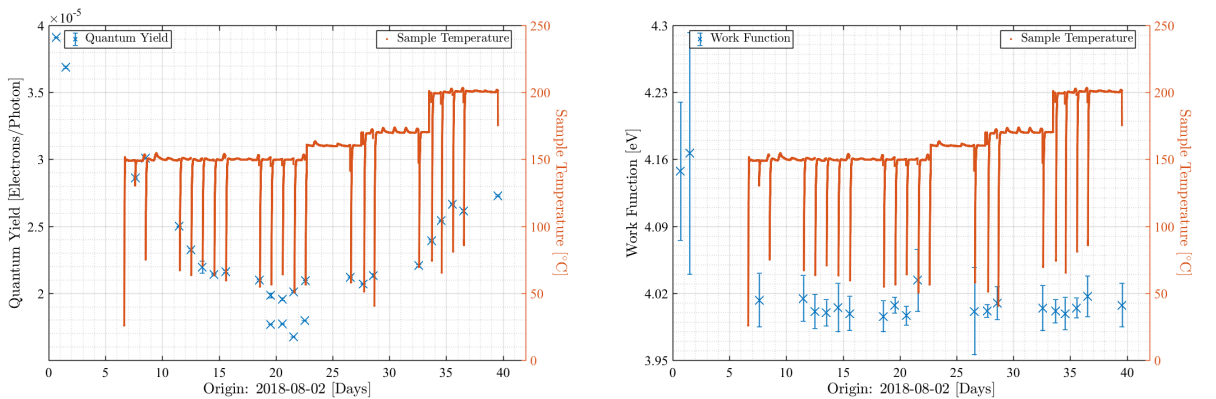 ×10⁻⁵
4
3.5
3
2.5
2
Quantum Yield [Electrons/Photon]
Quantum Yield
Sample Temperature
250
200
150
100
50
0
Sample Temperature [°C]
0 5 10 15 20 25 30 35 40
Origin: 2018-08-02 [Days]
4.3
4.23
4.16
4.09
4.02
3.95
Work Function [eV]
Work Function
Sample Temperature
250
200
150
100
50
0
Sample Temperature [°C]
0 5 10 15 20 25 30 35 40
Origin: 2018-08-02 [Days]